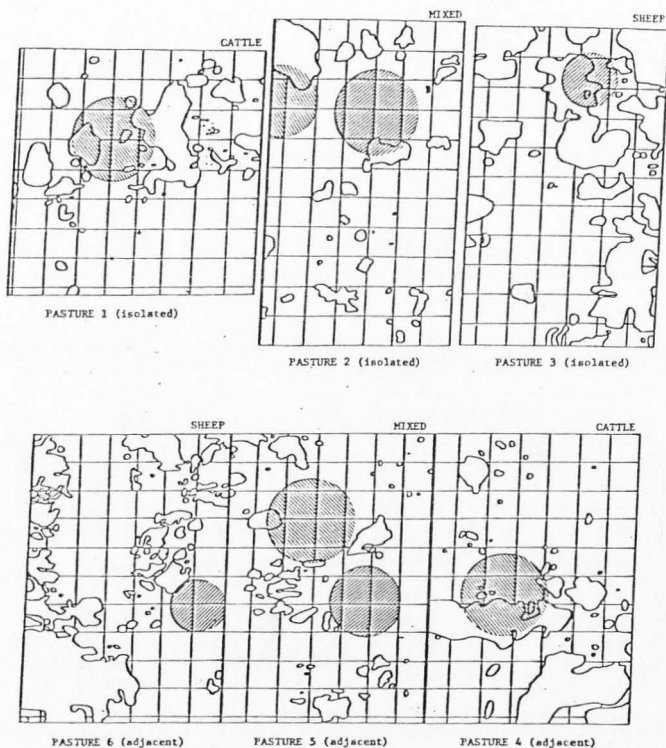 CATTLE
MIXED
SHEEP
PASTURE 1 (isolated)
PASTURE 2 (isolated)
PASTURE 3 (isolated)
SHEEP
MIXED
CATTLE
PASTURE 6 (adjacent)
PASTURE 5 (adjacent)
PASTURE 4 (adjacent)